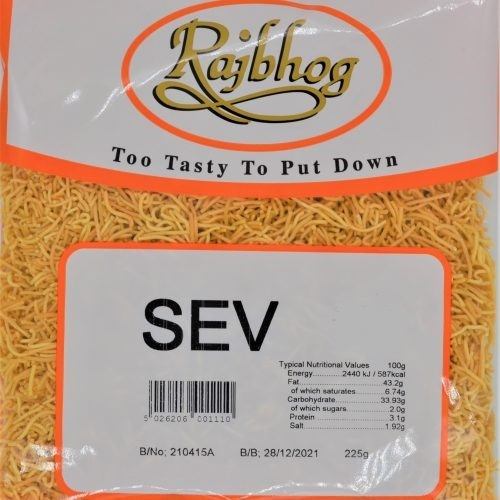 Rajbhog
Too Tasty To Put Down
SEV
Typical Nutritional Values 100g
Energy..............2440 kJ / 587kcal
Fat.......................................43.2g
of which saturates...............6.74g
Carbohydrate....................33.93g
of which sugars....................2.0g
Protein.................................3.1g
Salt.....................................1.92g
5 026206 001110
B/No; 210415A B/B; 28/12/2021 225g